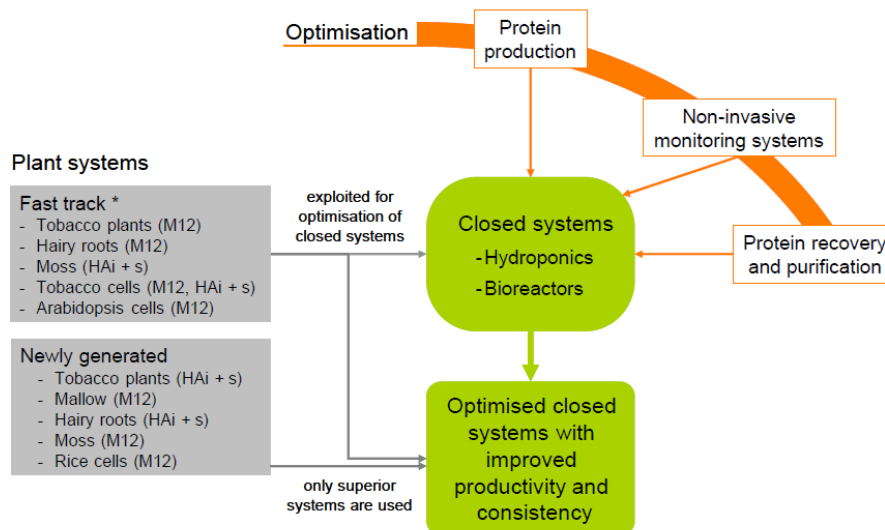 Optimisation
Protein
production
Non-invasive
monitoring systems
Protein recovery
and purification
Plant systems
Fast track *
- Tobacco plants (M12)
- Hairy roots (M12)
- Moss (HAi + s)
- Tobacco cells (M12, HAi + s)
- Arabidopsis cells (M12)
exploited for
optimisation of
closed systems
Closed systems
-Hydroponics
-Bioreactors
Newly generated
- Tobacco plants (HAi + s)
- Mallow (M12)
- Hairy roots (HAi + s)
- Moss (M12)
- Rice cells (M12)
only superior
systems are used
Optimised closed
systems with
improved
productivity and
consistency